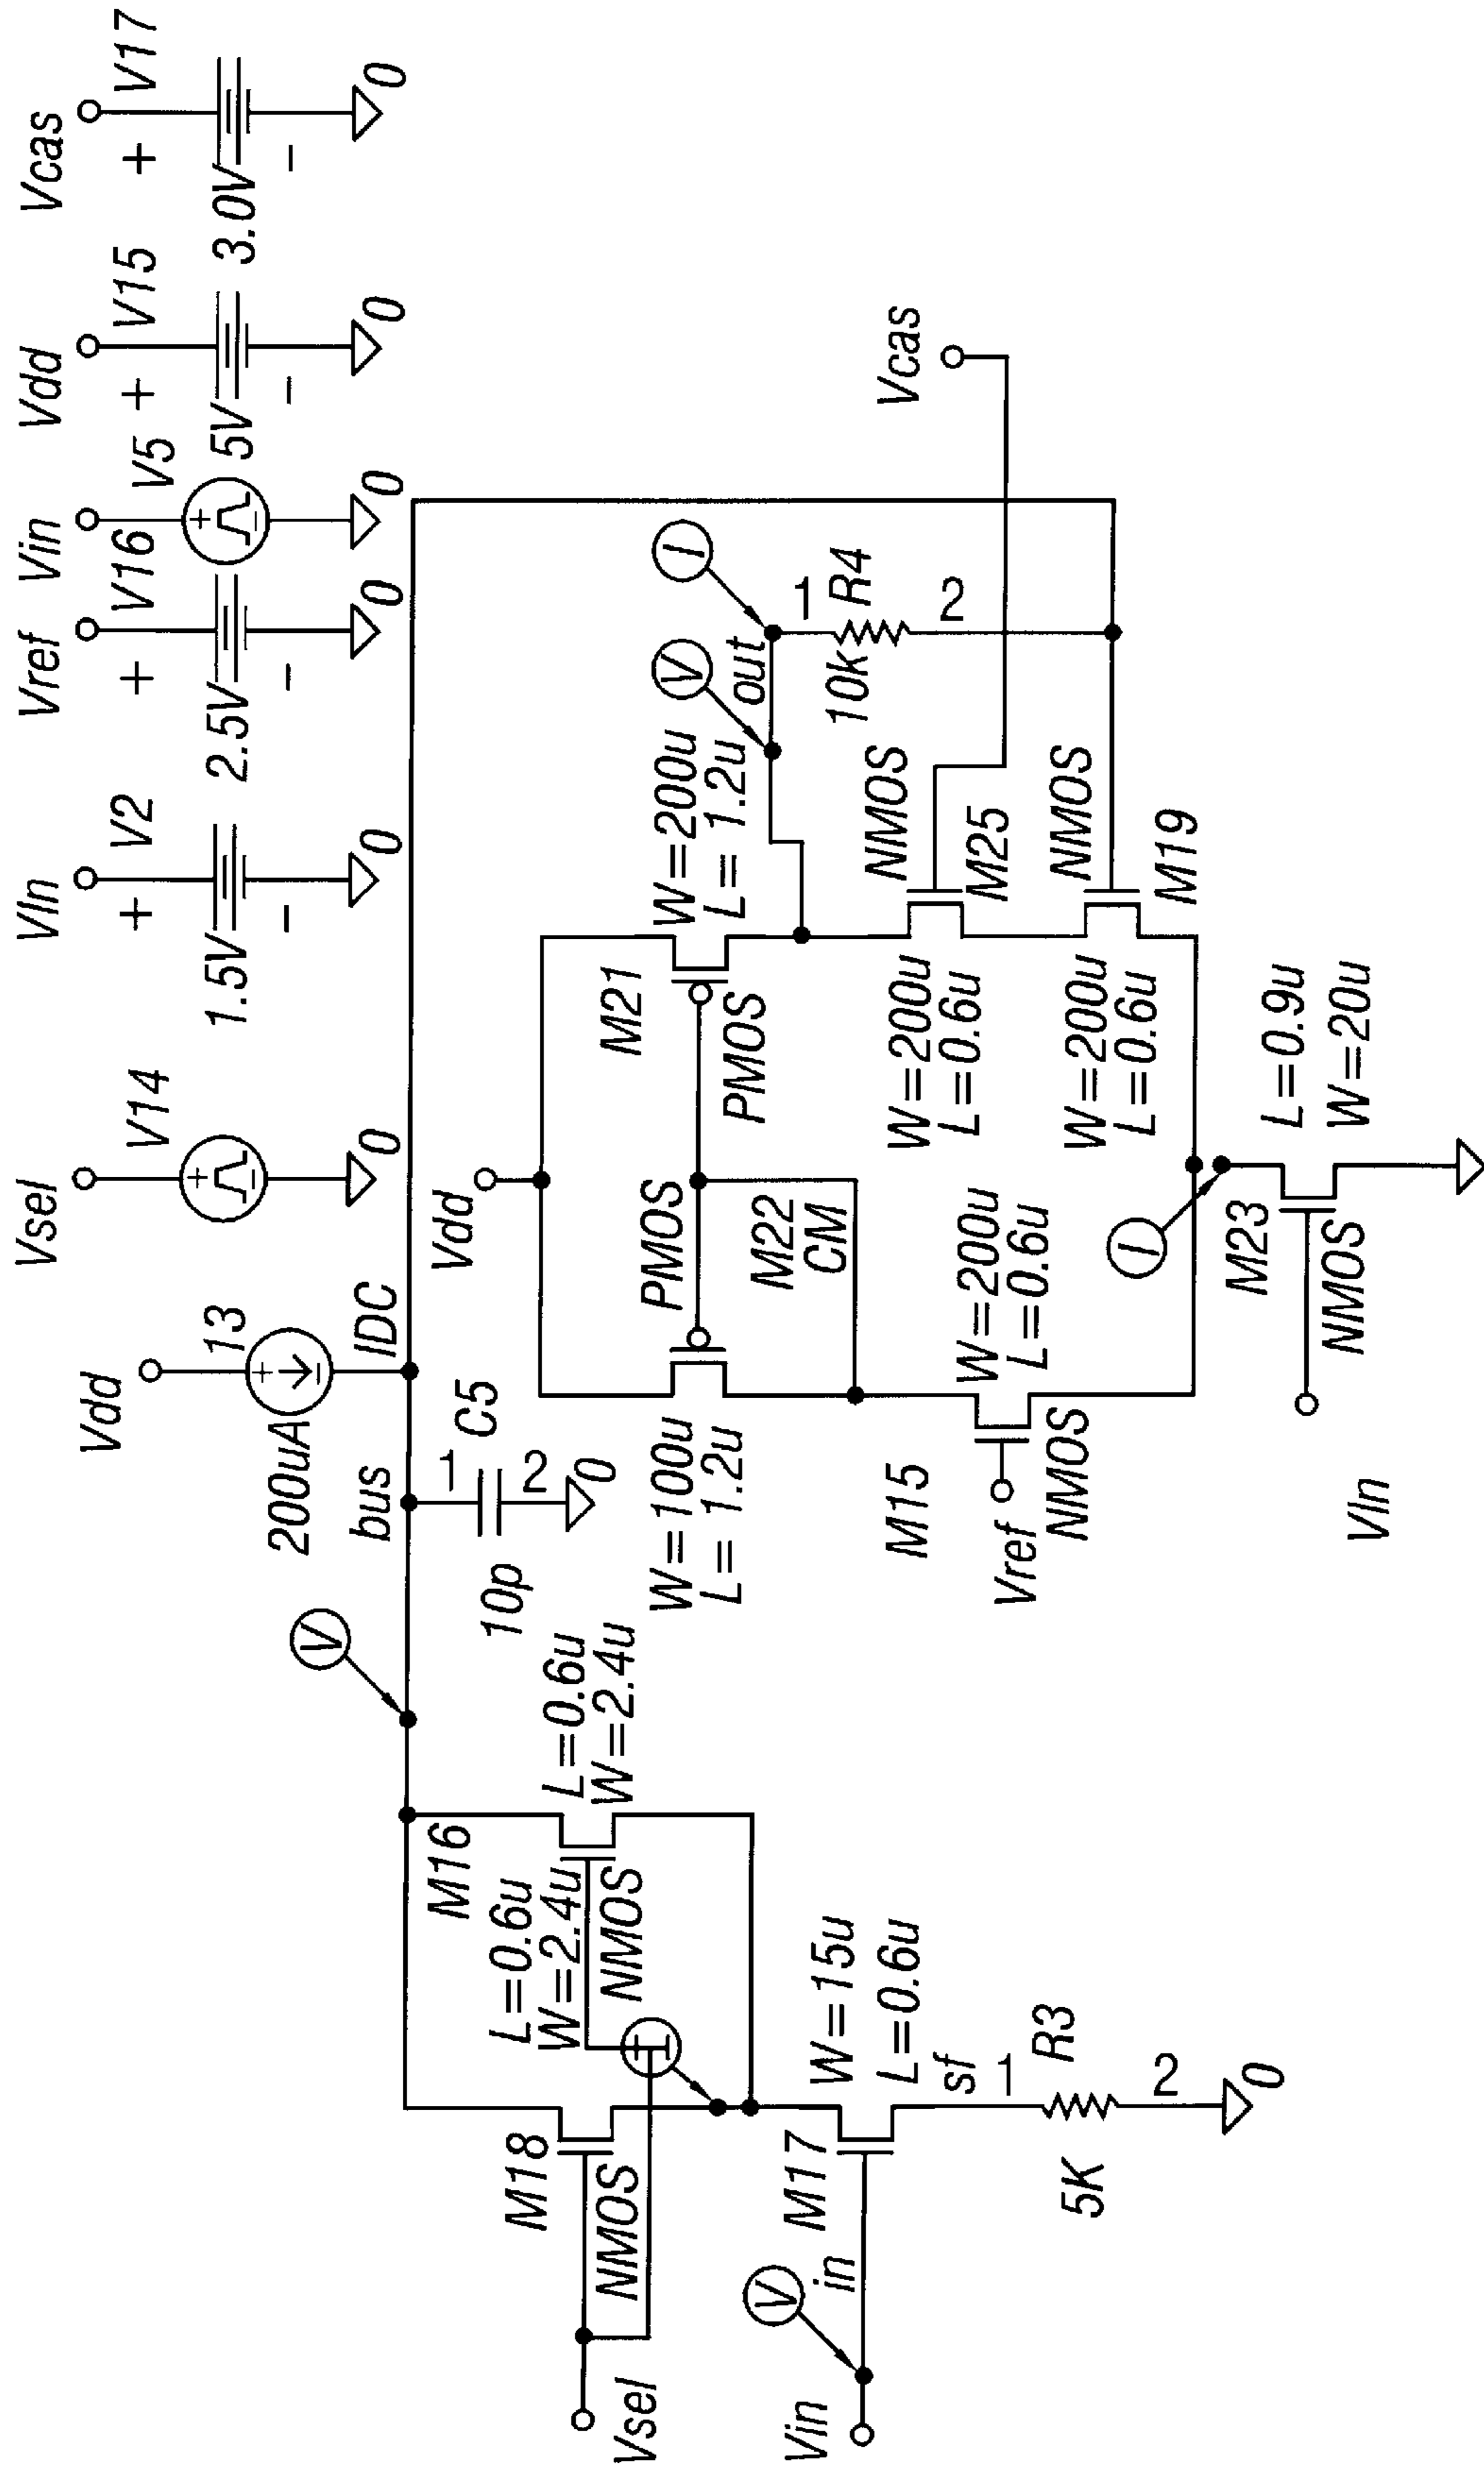 Vsel
V14
+
–
0
Vln
V2
+
1.5V
–
0
Vref
V16
+
2.5V
–
0
Vin
V5
+
–
0
Vdd
V15
+
5V
–
0
Vcas
V17
+
3.0V
–
0
Vdd
13
+
–
200uA
IDC
bus
1
C5
2
10p
0
V
M16
L=0.6u
W=2.4u
NMOS
L=0.6u
W=2.4u
M18
NMOS
I
Vsel
Vin
V
in
M17
W=15u
L=0.6u
sf
1
R3
5K
2
0
Vdd
PMOS
M22
CM
W=100u
L=1.2u
M21
PMOS
W=200u
L=1.2u
V
out
I
1
R4
10k
2
Vcas
NMOS
M25
W=200u
L=0.6u
NMOS
M19
W=200u
L=0.6u
M15
Vref
NMOS
W=200u
L=0.6u
I
M23
NMOS
L=0.9u
W=20u
Vln